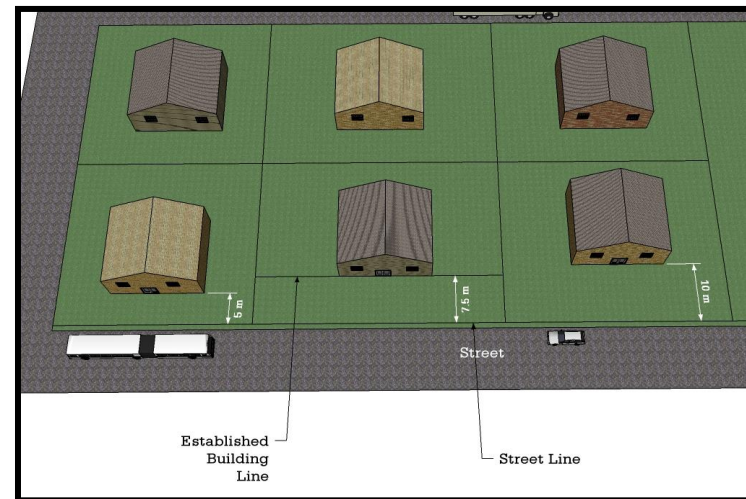 5 m
7.5 m
10 m
Street
Established
Building
Line
Street Line